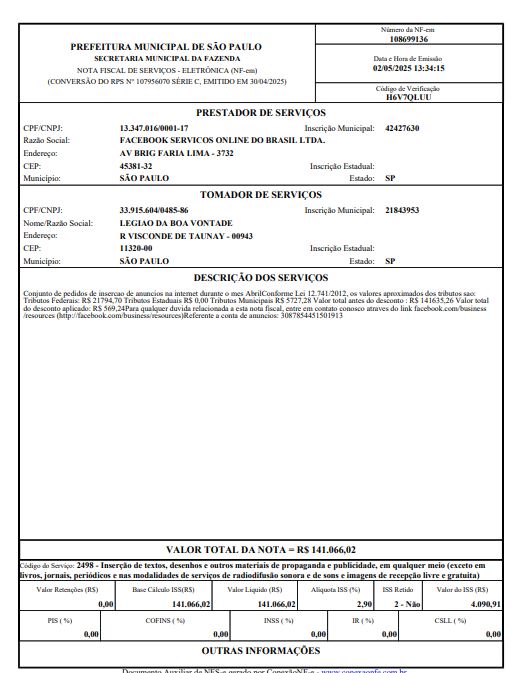 PREFEITURA MUNICIPAL DE SÃO PAULO
SECRETARIA MUNICIPAL DA FAZENDA
NOTA FISCAL DE SERVIÇOS - ELETRÔNICA (NF-em)
(CONVERSÃO DO RPS Nº 107956070 SÉRIE C, EMITIDO EM 30/04/2025)
Número da NF-em
108699136
Data e Hora de Emissão
02/05/2025 13:34:15
Código de Verificação
H6V7QLUU
PRESTADOR DE SERVIÇOS
CPF/CNPJ: 13.347.016/0001-17 Inscrição Municipal: 42427630
Razão Social: FACEBOOK SERVICOS ONLINE DO BRASIL LTDA.
Endereço: AV BRIG FARIA LIMA - 3732
CEP: 45381-32 Inscrição Estadual:
Município: SÃO PAULO Estado: SP
TOMADOR DE SERVIÇOS
CPF/CNPJ: 33.915.604/0485-86 Inscrição Municipal: 21843953
Nome/Razão Social: LEGIAO DA BOA VONTADE
Endereço: R VISCONDE DE TAUNAY - 00943
CEP: 11320-00 Inscrição Estadual:
Município: SÃO PAULO Estado: SP
DESCRIÇÃO DOS SERVIÇOS
Conjunto de pedidos de insercao de anuncios na internet durante o mes AbrilConforme Lei 12.741/2012, os valores aproximados dos tributos sao:
Tributos Federais: R$ 21794,70 Tributos Estaduais R$ 0,00 Tributos Municipais R$ 5727,28 Valor total antes do desconto : R$ 141635,26 Valor total
do desconto aplicado: R$ 569,24Para qualquer duvida relacionada a esta nota fiscal, entre em contato conosco atraves do link facebook.com/business
/resources (http://facebook.com/business/resources)Referente a conta de anuncios: 3087854451501913
VALOR TOTAL DA NOTA = R$ 141.066,02
Código do Serviço: 2498 - Inserção de textos, desenhos e outros materiais de propaganda e publicidade, em qualquer meio (exceto em
livros, jornais, periódicos e nas modalidades de serviços de radiodifusão sonora e de sons e imagens de recepção livre e gratuita)
Valor Retenções (R$) Base Cálculo ISS(R$) Valor Líquido (R$) Alíquota ISS (%) ISS Retido Valor do ISS (R$)
0,00 141.066,02 141.066,02 2,90 2 - Não 4.090,91
PIS ( %) COFINS ( %) INSS ( %) IR ( %) CSLL ( %)
0,00 0,00 0,00 0,00 0,00
OUTRAS INFORMAÇÕES
Documento Auxiliar de NFS-e gerado por ConexãoNF-e - www.conexaonfe.com.br